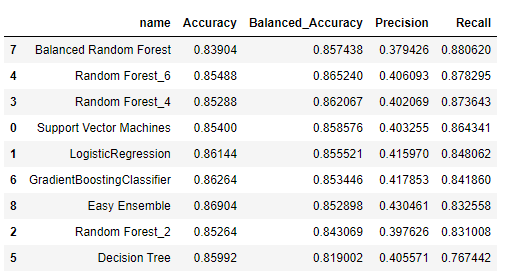 name Accuracy Balanced_Accuracy Precision Recall
7 Balanced Random Forest 0.83904 0.857438 0.379426 0.880620
4 Random Forest_6 0.85488 0.865240 0.406093 0.878295
3 Random Forest_4 0.85288 0.862067 0.402069 0.873643
0 Support Vector Machines 0.85400 0.858576 0.403255 0.864341
1 LogisticRegression 0.86144 0.855521 0.415970 0.848062
6 GradientBoostingClassifier 0.86264 0.853446 0.417853 0.841860
8 Easy Ensemble 0.86904 0.852898 0.430461 0.832558
2 Random Forest_2 0.85264 0.843069 0.397626 0.831008
5 Decision Tree 0.85992 0.819002 0.405571 0.767442